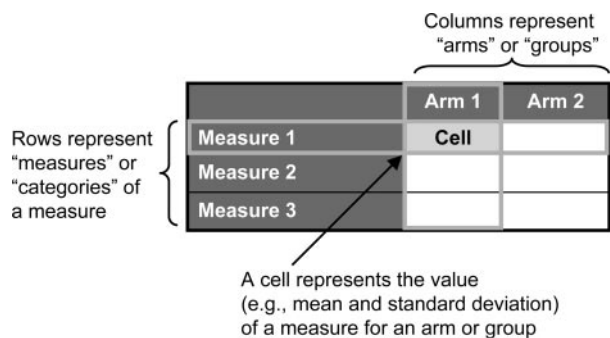 Columns represent
“arms” or “groups”
Arm 1 Arm 2
Rows represent
“measures” or
“categories” of
a measure
Measure 1 Cell
Measure 2
Measure 3
A cell represents the value
(e.g., mean and standard deviation)
of a measure for an arm or group